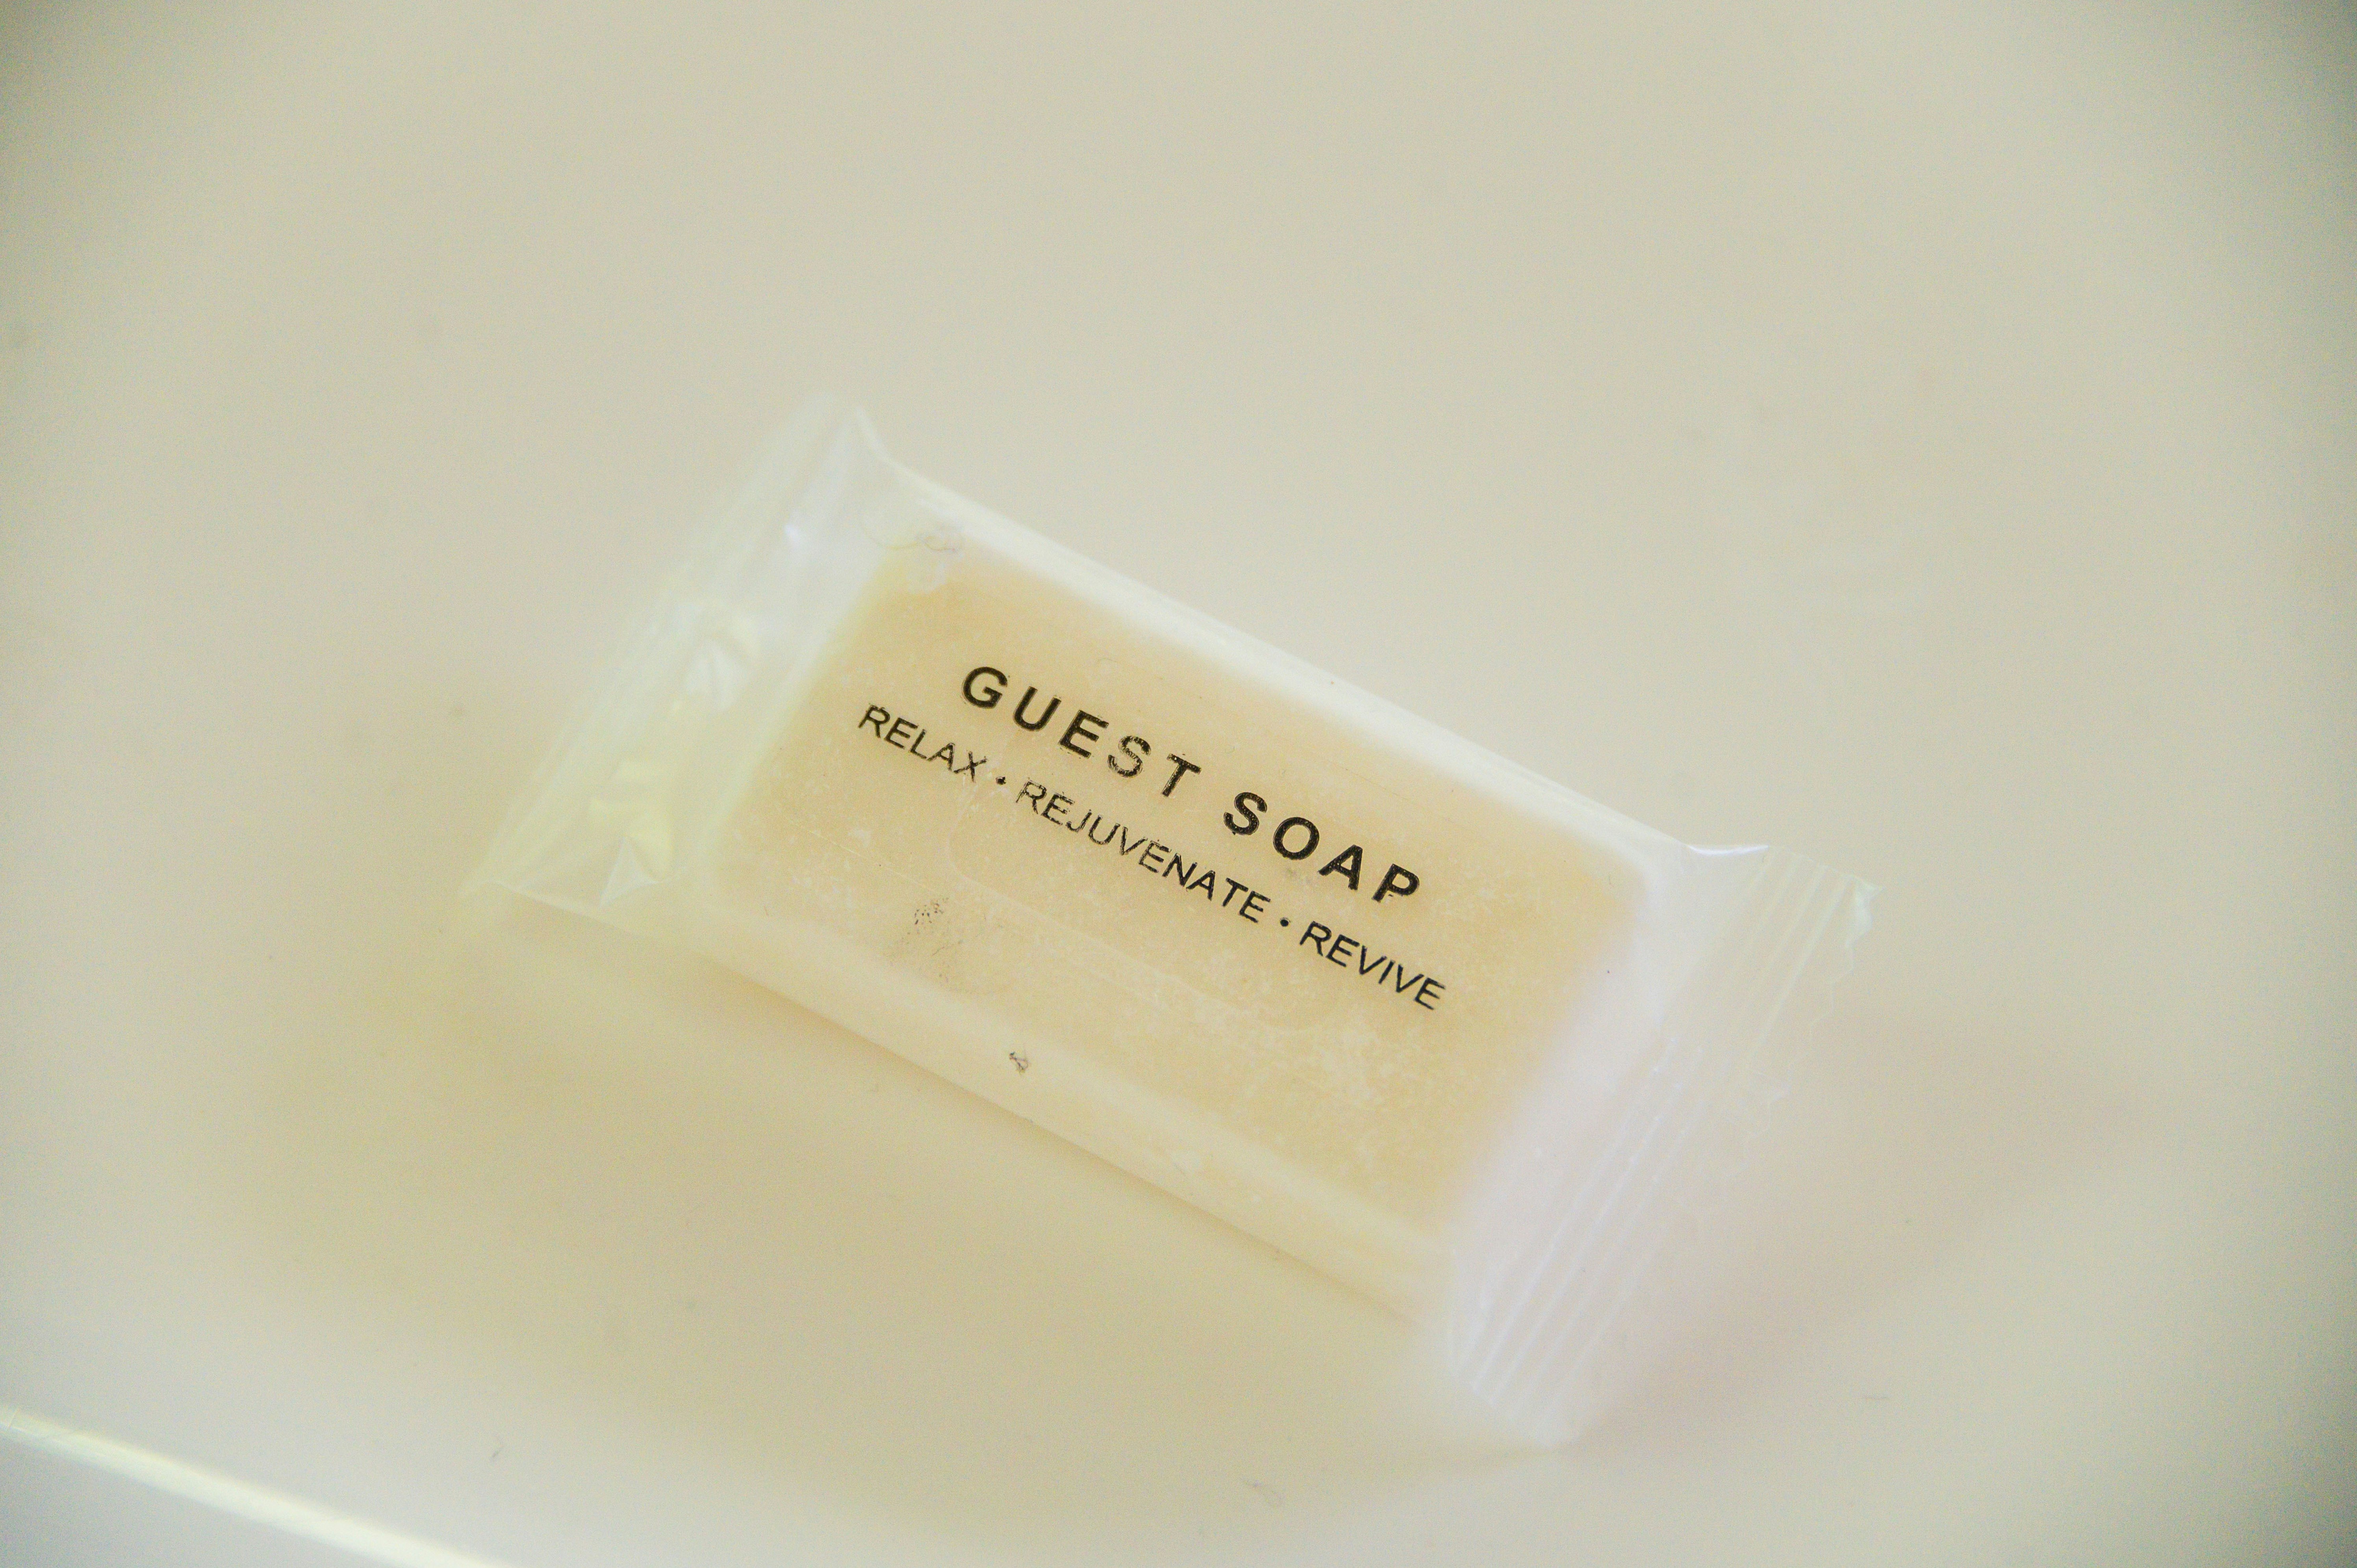 GUEST SOAP
RELAX • REJUVENATE • REVIVE